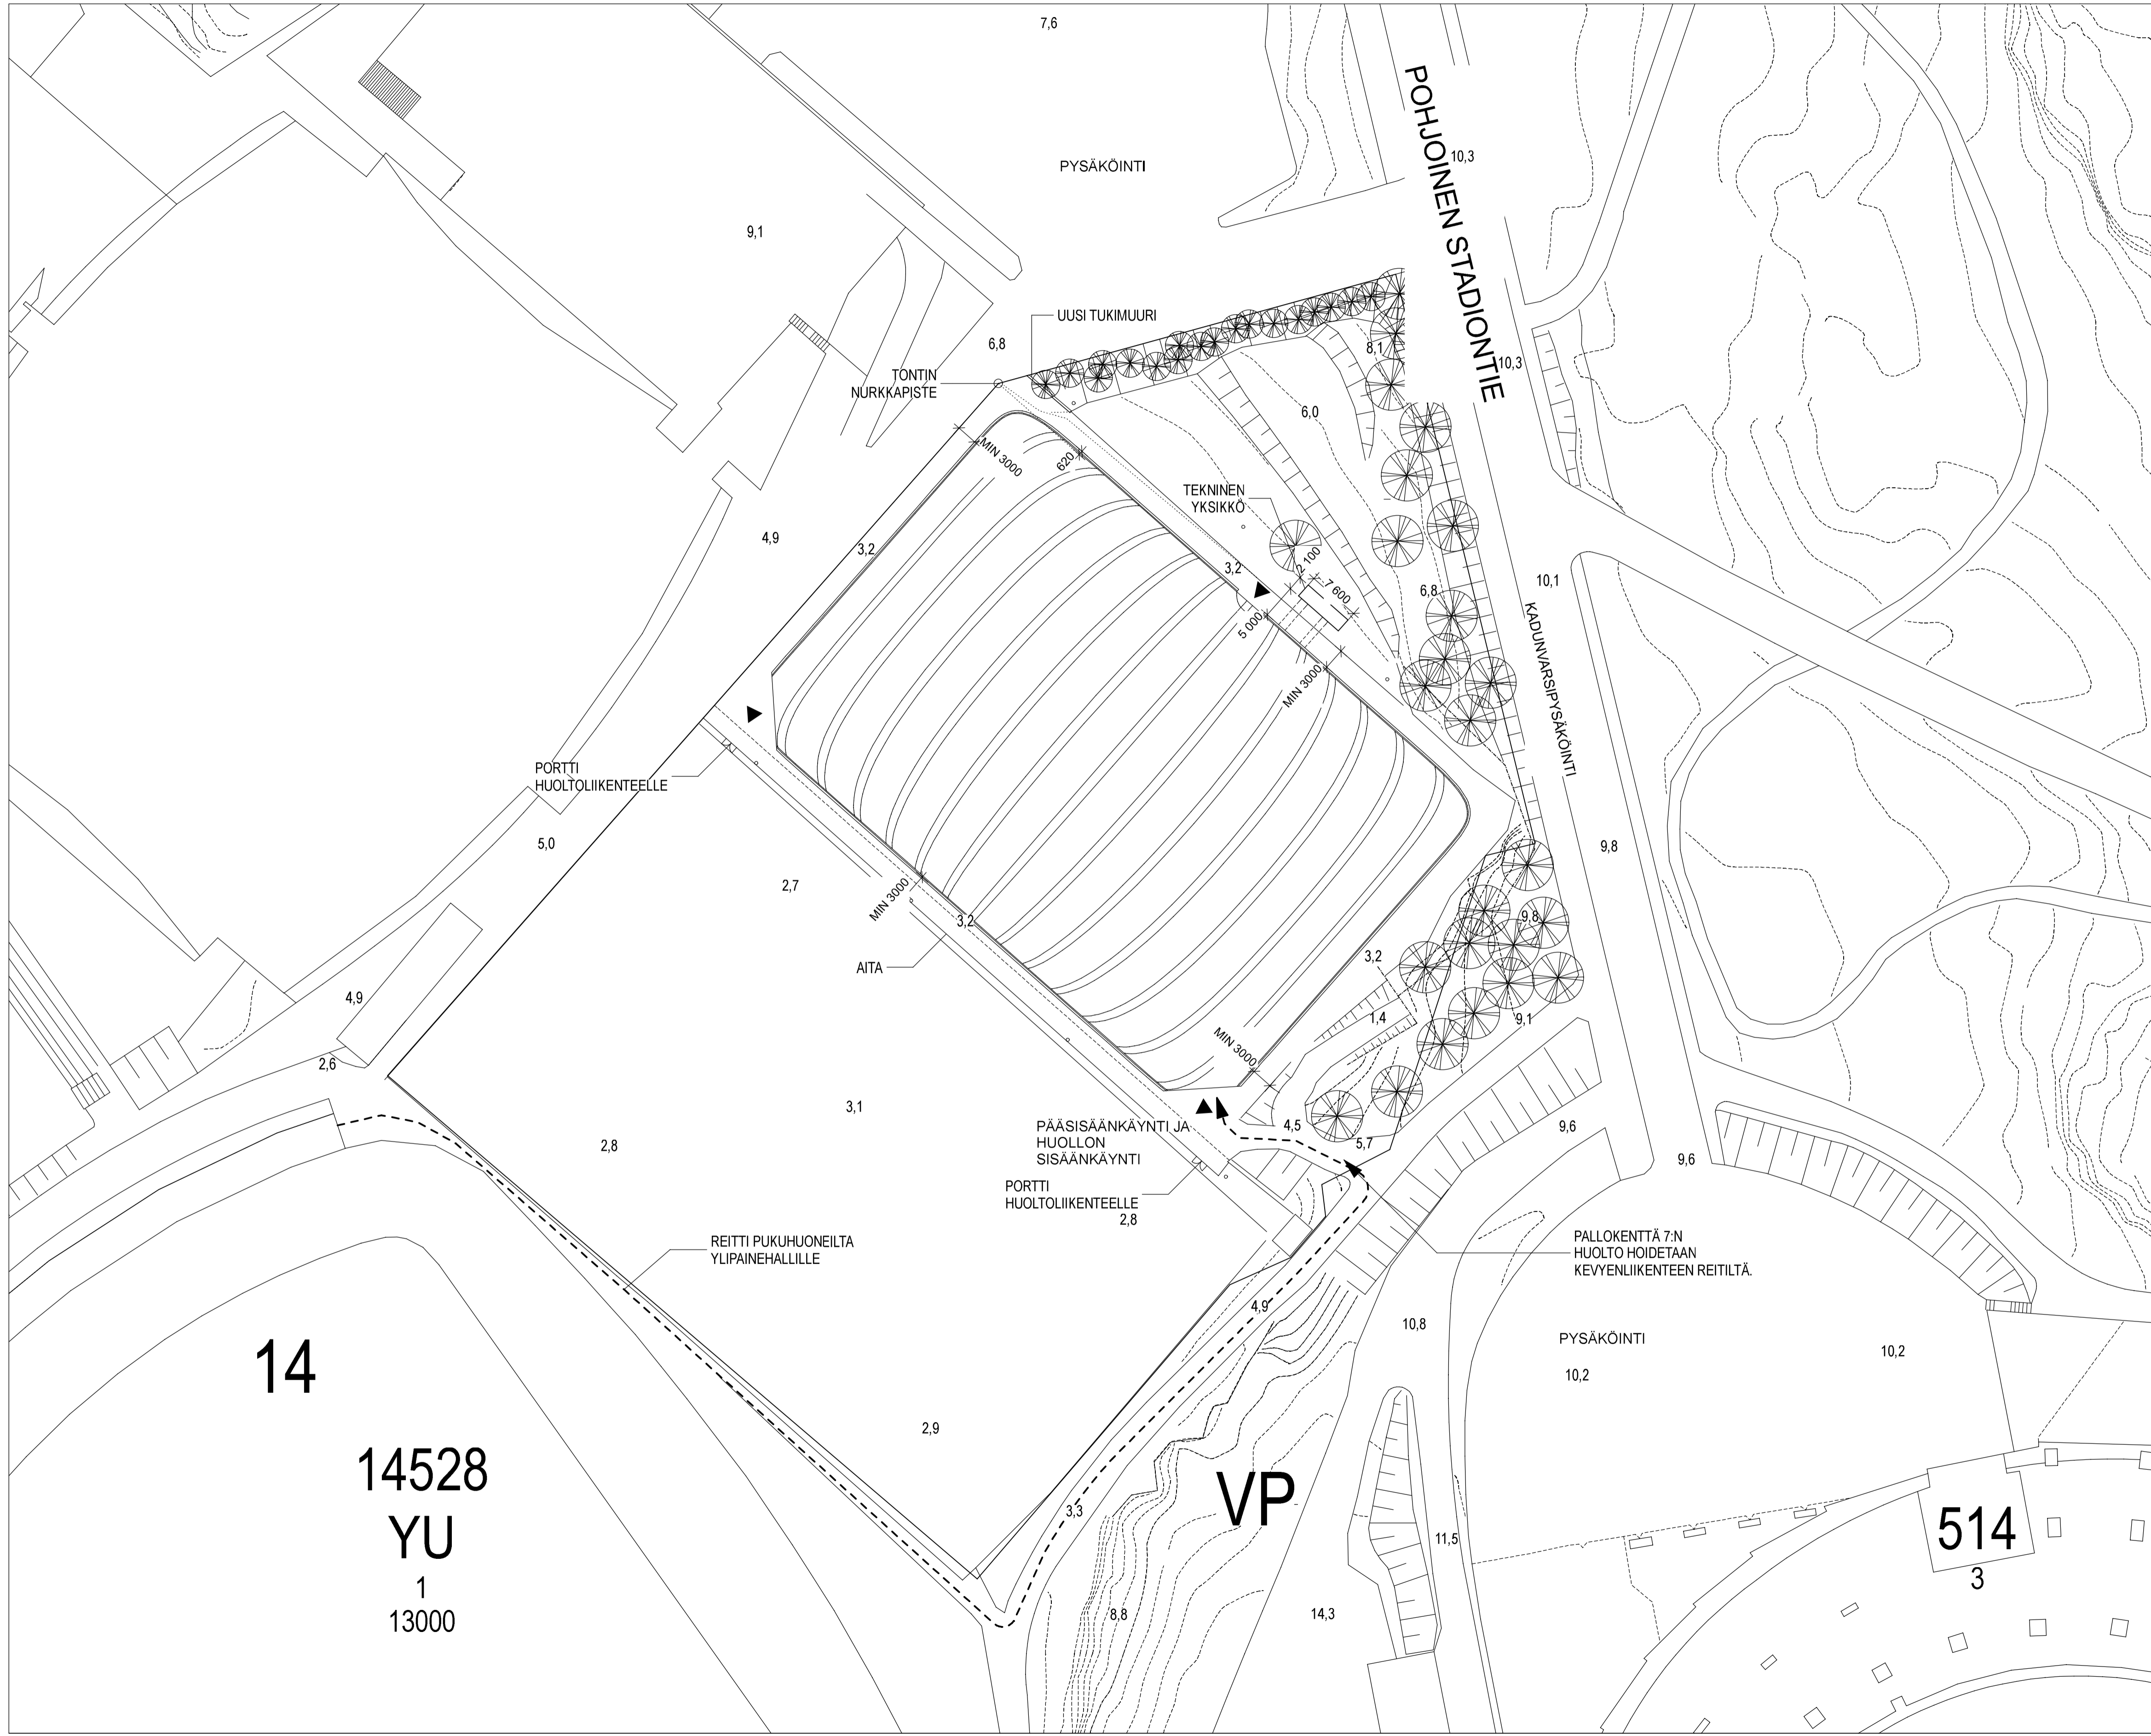 7,6
POHJOINEN STADIONTIE
10,3
PYSÄKÖINTI
9,1
UUSI TUKIMUURI
6,8
8,1
10,3
TONTIN
NURKKAPISTE
6,0
MIN 3000
620
TEKNINEN
YKSIKKÖ
4,9
3,2
3,2
2 100
7 600
6,8
10,1
5 000
KADUNVARSIPYSÄKÖINTI
MIN 3000
PORTTI
HUOLTOLIIKENTEELLE
5,0
9,8
2,7
MIN 3000
3,2
9,8
AITA
3,2
4,9
1,4
9,1
MIN 3000
2,6
3,1
PÄÄSISÄÄNKÄYNTI JA
HUOLLON
SISÄÄNKÄYNTI
4,5
5,7
9,6
2,8
9,6
PORTTI
HUOLTOLIIKENTEELLE
2,8
REITTI PUKUHUONEILTA
YLIPAINEHALLILLE
PALLOKENTTÄ 7:N
HUOLTO HOIDETAAN
KEVYENLIIKENTEEN REITILTÄ.
4,9
10,8
PYSÄKÖINTI
10,2
10,2
14
2,9
14528
YU
1
13000
VP
3,3
11,5
514
3
8,8
14,3